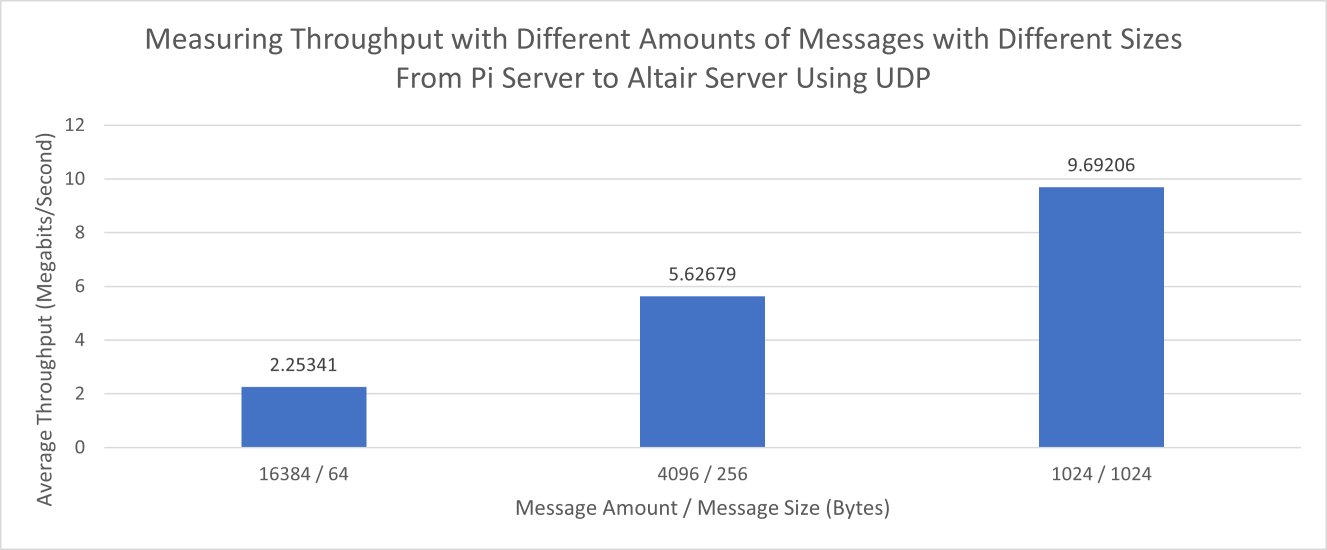 Measuring Throughput with Different Amounts of Messages with Different Sizes
From Pi Server to Altair Server Using UDP
Average Throughput (Megabits/Second)
12
10
8
6
4
2
0
2.25341
5.62679
9.69206
16384 / 64
4096 / 256
1024 / 1024
Message Amount / Message Size (Bytes)